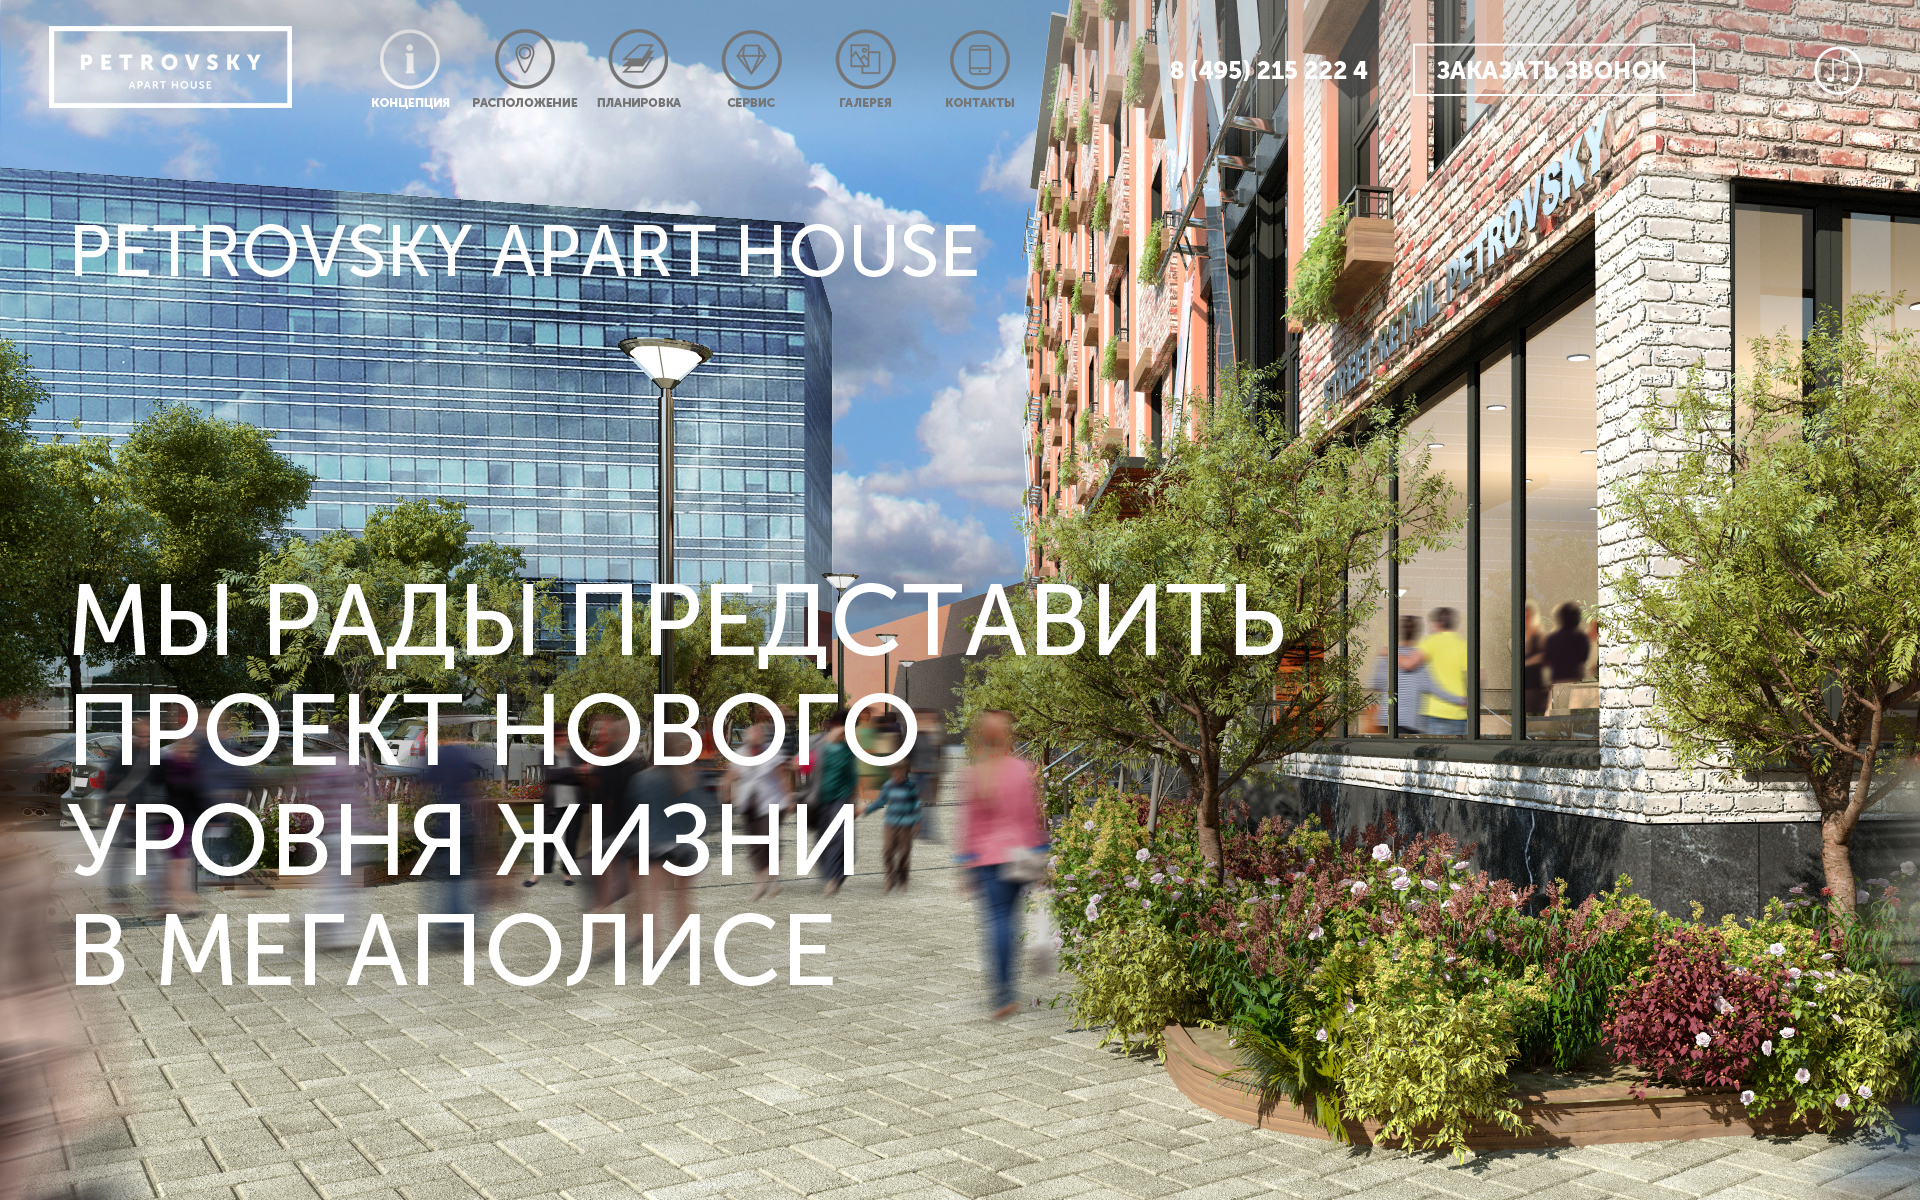 PETROVSKY
APART HOUSE
КОНЦЕПЦИЯ
РАСПОЛОЖЕНИЕ
ПЛАНИРОВКА
СЕРВИС
ГАЛЕРЕЯ
КОНТАКТЫ
8 (495) 215 222 4
ЗАКАЗАТЬ ЗВОНОК
STREET RETAIL PETROVSKY
PETROVSKY APART HOUSE
МЫ РАДЫ ПРЕДСТАВИТЬ
ПРОЕКТ НОВОГО
УРОВНЯ ЖИЗНИ
В МЕГАПОЛИСЕ